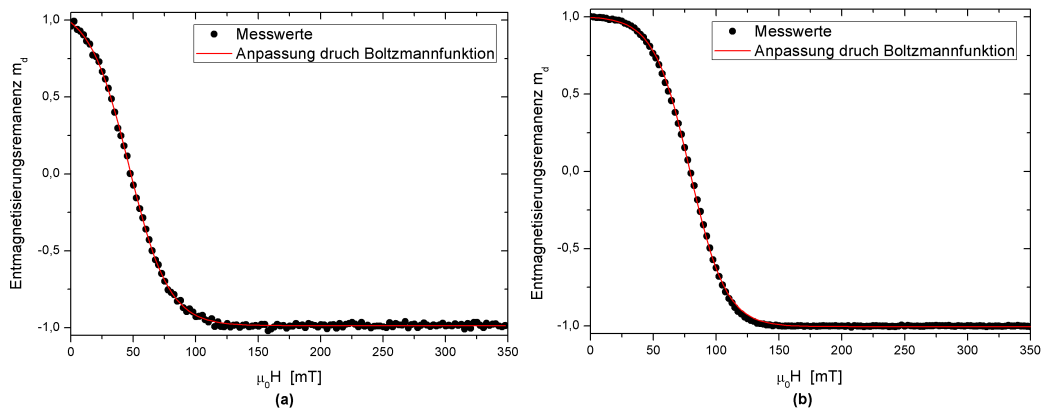 Entmagnetisierungsremanenz m_d
1,0
0,5
0,0
-0,5
-1,0
Messwerte
Anpassung druch Boltzmannfunktion
0 50 100 150 200 250 300 350
μ₀H [mT]
(a)
Entmagnetisierungsremanenz m_d
1,0
0,5
0,0
-0,5
-1,0
Messwerte
Anpassung druch Boltzmannfunktion
0 50 100 150 200 250 300 350
μ₀H [mT]
(b)